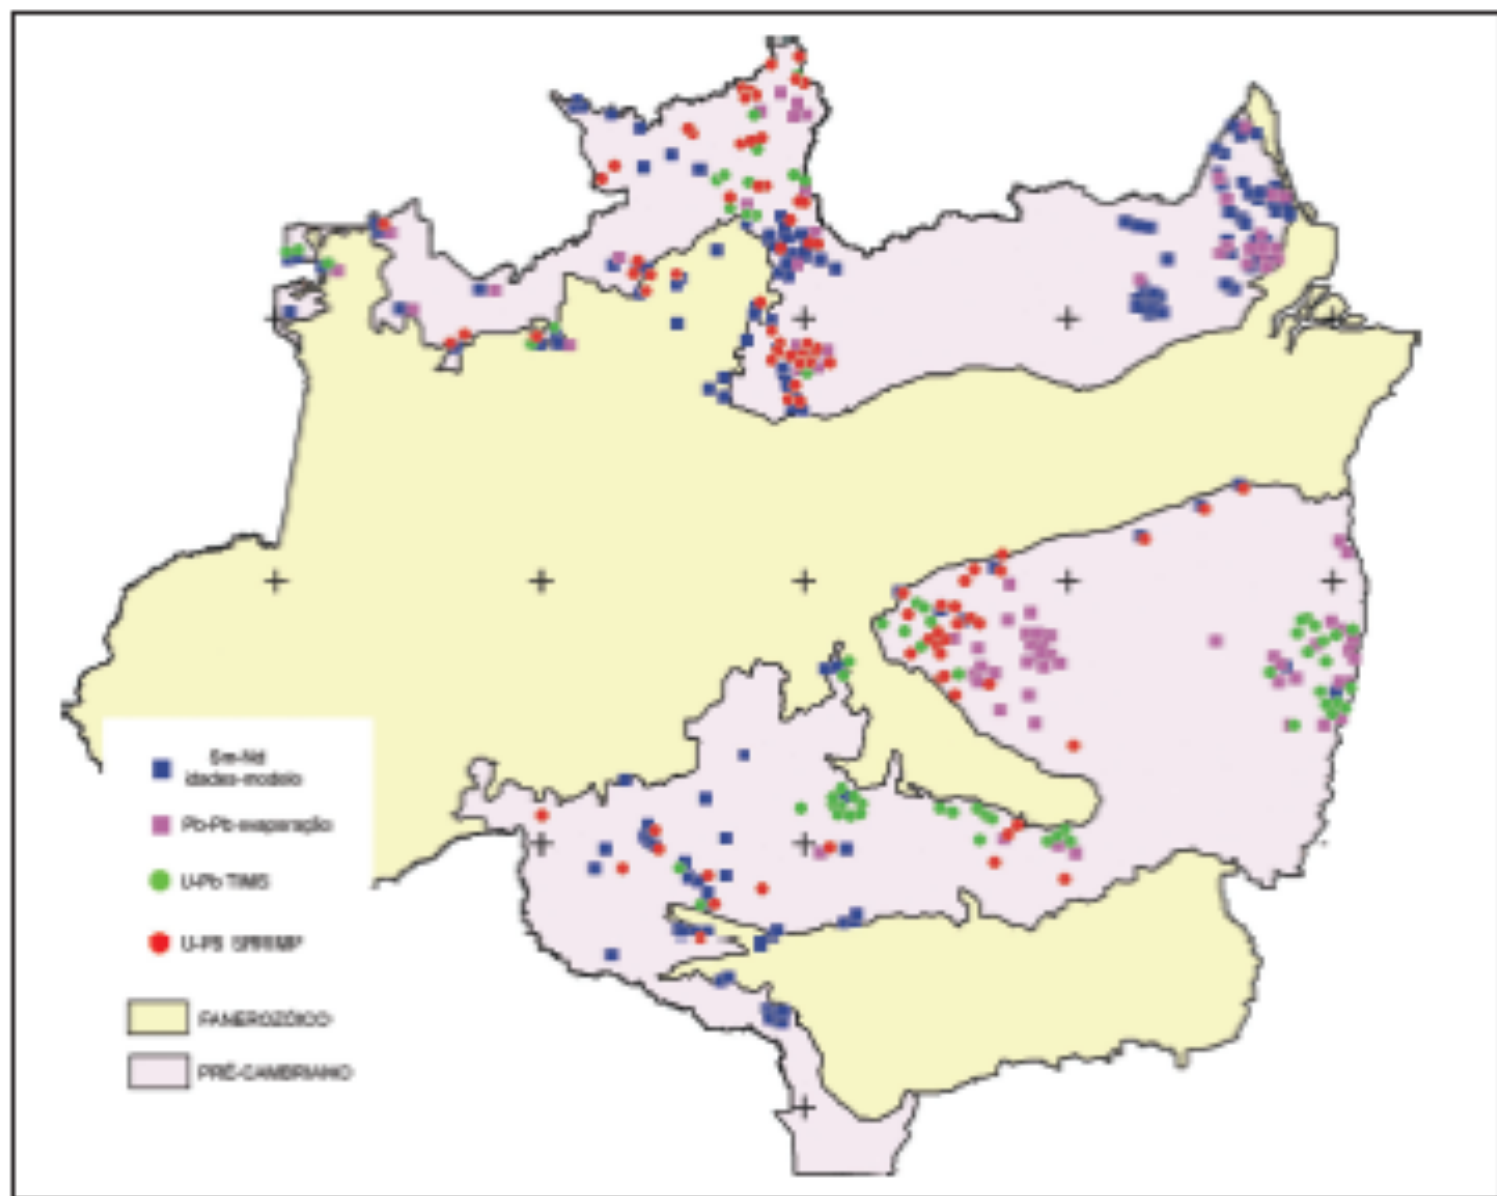 Sm-Nd
idades-modelo
Pb-Pb evaporação
U-Pb TIMS
U-Pb SHRIMP
FANEROZÓICO
PRÉ-CAMBRIANO